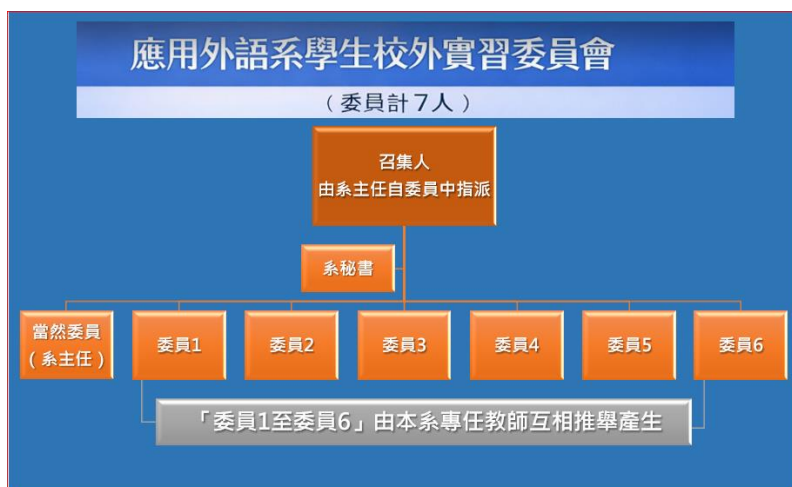 應用外語系學生校外實習委員會
（委員計7人）
召集人
由系主任自委員中指派
系秘書
當然委員
（系主任）
委員1
委員2
委員3
委員4
委員5
委員6
「委員1至委員6」由本系專任教師互相推舉產生